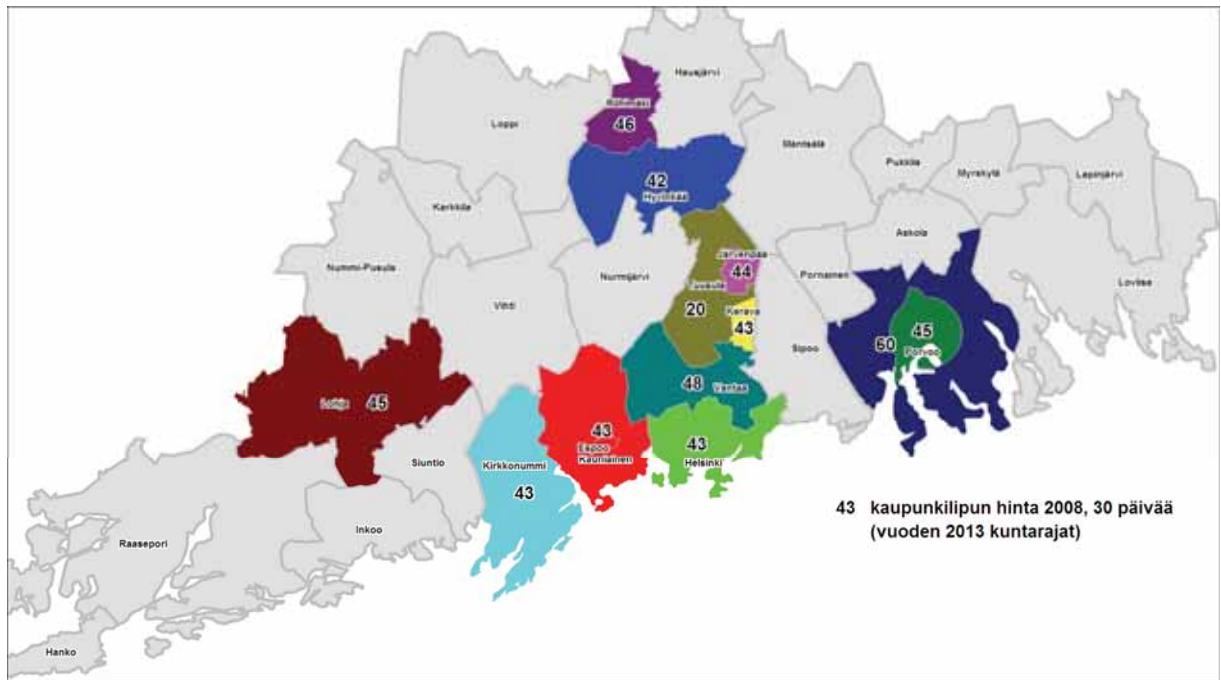 Hausjärvi
Riihimäki
46
Loppi
Mäntsälä
Pukkila
Myrskylä
Lapinjärvi
42
Hyvinkää
Karkkila
Askola
Nummi-Pusula
Nurmijärvi
Järvenpää
44
Pornainen
Loviisa
Vihti
Tuusula
20
Kerava
43
Sipoo
60
45
Porvoo
48
Vantaa
Lohja 45
43
Espoo
Kauniainen
43
Helsinki
Siuntio
Kirkkonummi
43
Inkoo
Raasepori
Hanko
43 kaupunkilipun hinta 2008, 30 päivää
(vuoden 2013 kuntarajat)